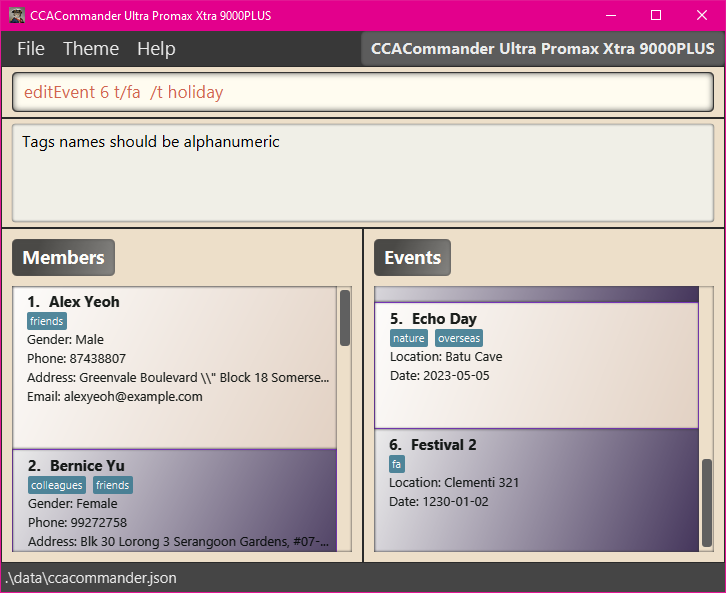 CCACommander Ultra Promax Xtra 9000PLUS
File Theme Help CCACommander Ultra Promax Xtra 9000PLUS
editEvent 6 t/fa  /t holiday
Tags names should be alphanumeric
Members
1. Alex Yeoh
friends
Gender: Male
Phone: 87438807
Address: Greenvale Boulevard \\" Block 18 Somerse...
Email: alexyeoh@example.com
2. Bernice Yu
colleagues friends
Gender: Female
Phone: 99272758
Address: Blk 30 Lorong 3 Serangoon Gardens, #07-...
Events
5. Echo Day
nature overseas
Location: Batu Cave
Date: 2023-05-05
6. Festival 2
fa
Location: Clementi 321
Date: 1230-01-02
.\data\ccacommander.json